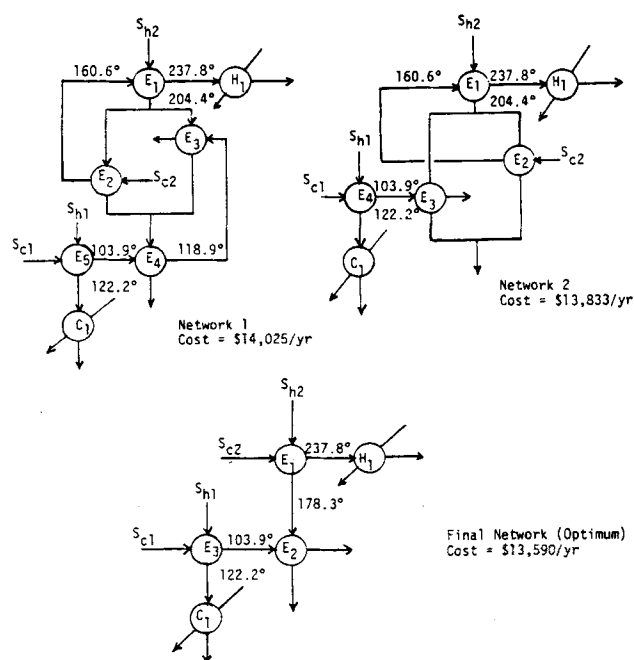 S_h2
160.6°
E_1
237.8°
H_1
204.4°
E_3
E_2
S_c2
S_h1
S_c1
E_5
103.9°
E_4
118.9°
122.2°
C_1
Network 1
Cost = $14,025/yr
S_h2
160.6°
E_1
237.8°
H_1
204.4°
S_h1
E_2
S_c2
S_c1
E_4
103.9°
E_3
122.2°
C_1
Network 2
Cost = $13,833/yr
S_h2
S_c2
E_1
237.8°
H_1
S_h1
178.3°
S_c1
E_3
103.9°
E_2
122.2°
C_1
Final Network (Optimum)
Cost = $13,590/yr